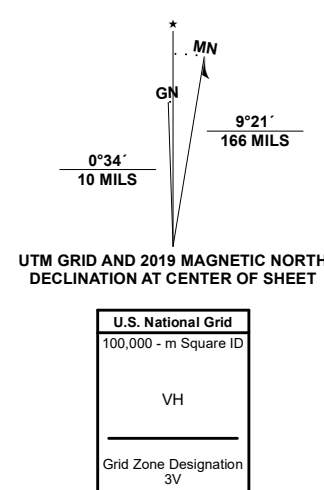 MN
GN
9°21´
166 MILS
0°34´
10 MILS
UTM GRID AND 2019 MAGNETIC NORTH
DECLINATION AT CENTER OF SHEET
U.S. National Grid
100,000 - m Square ID
VH
Grid Zone Designation
3V